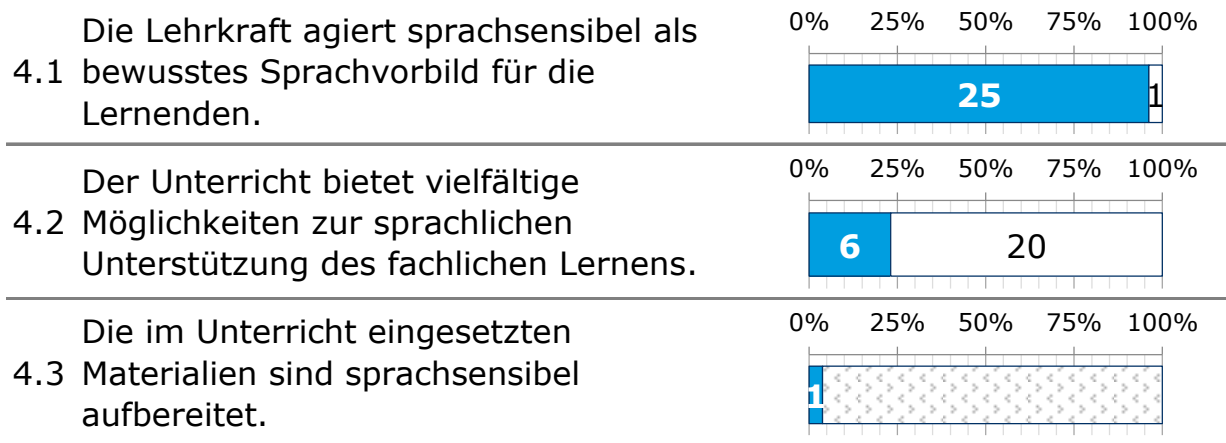 0% 25% 50% 75% 100%
Die Lehrkraft agiert sprachsensibel als
4.1 bewusstes Sprachvorbild für die
Lernenden.
25 1
0% 25% 50% 75% 100%
Der Unterricht bietet vielfältige
4.2 Möglichkeiten zur sprachlichen
Unterstützung des fachlichen Lernens.
6 20
0% 25% 50% 75% 100%
Die im Unterricht eingesetzten
4.3 Materialien sind sprachsensibel
aufbereitet.
1